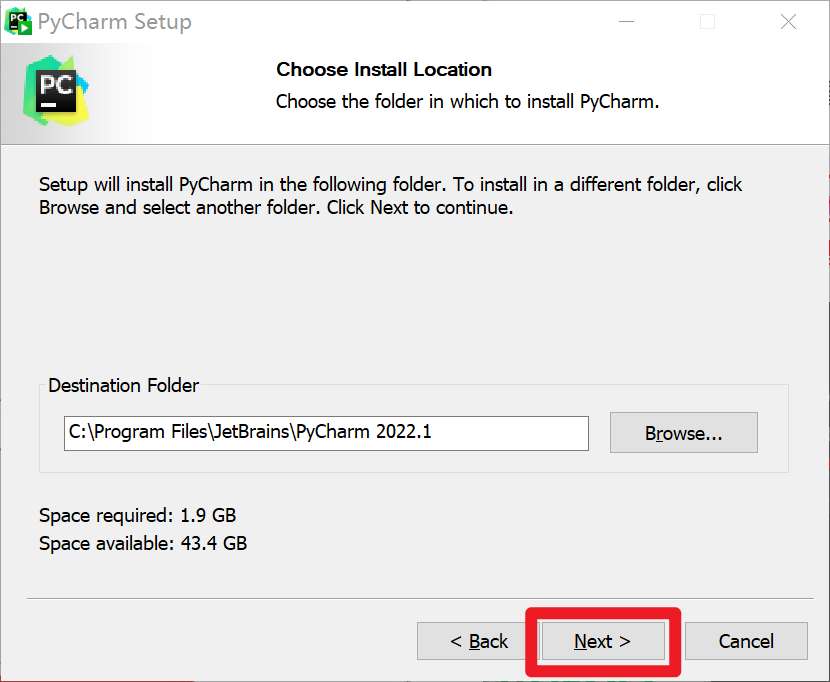 PyCharm Setup
PC
Choose Install Location
Choose the folder in which to install PyCharm.
Setup will install PyCharm in the following folder. To install in a different folder, click
Browse and select another folder. Click Next to continue.
Destination Folder
C:\Program Files\JetBrains\PyCharm 2022.1
Browse...
Space required: 1.9 GB
Space available: 43.4 GB
< Back
Next >
Cancel